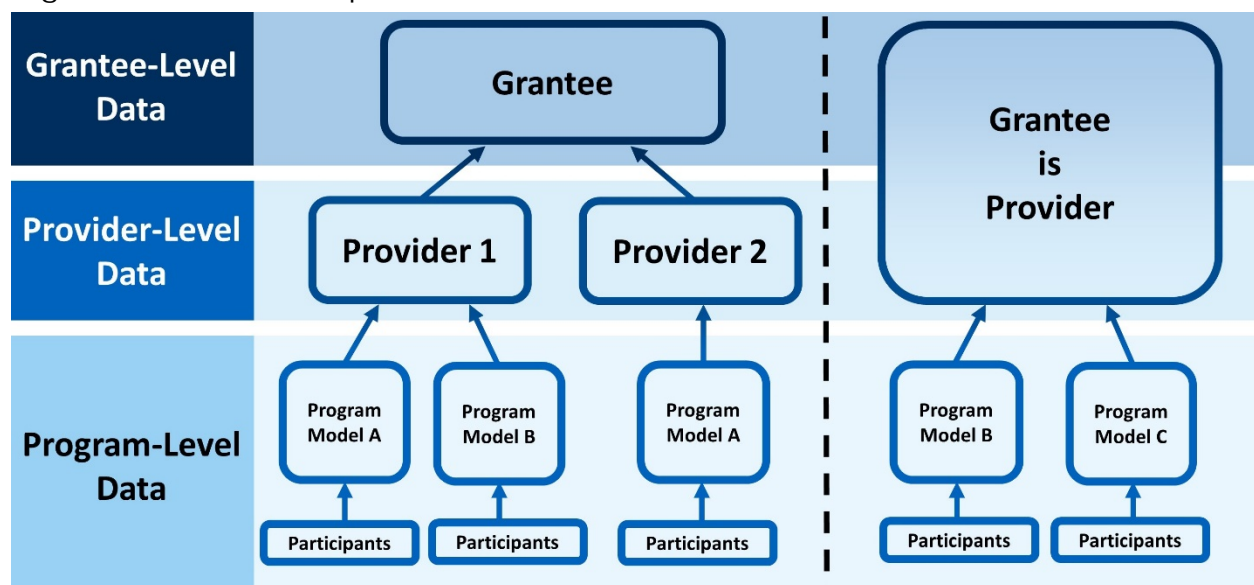 Grantee-Level
Data
Grantee
Grantee
is
Provider
Provider-Level
Data
Provider 1
Provider 2
Program-Level
Data
Program
Model A
Program
Model B
Program
Model A
Program
Model B
Program
Model C
Participants
Participants
Participants
Participants
Participants